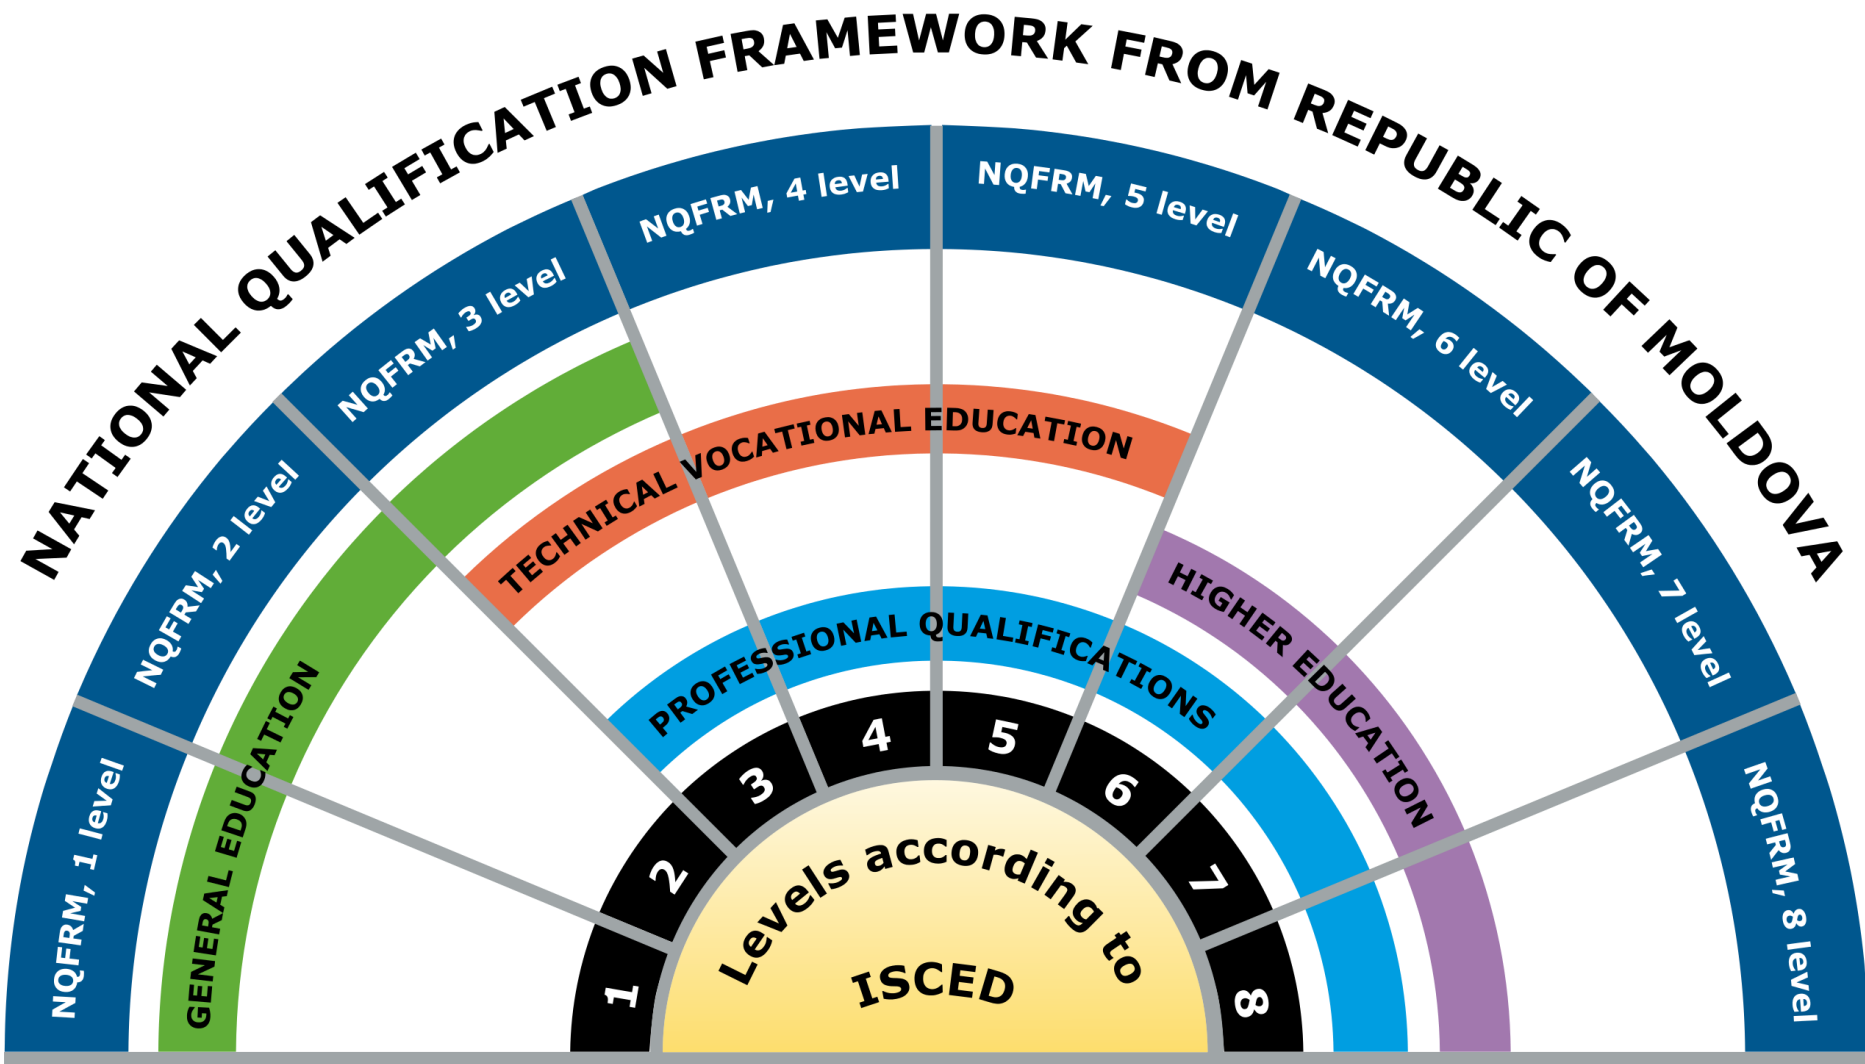 NATIONAL QUALIFICATION FRAMEWORK FROM REPUBLIC OF MOLDOVA
NQFRM, 1 level
NQFRM, 2 level
NQFRM, 3 level
NQFRM, 4 level
NQFRM, 5 level
NQFRM, 6 level
NQFRM, 7 level
NQFRM, 8 level
GENERAL EDUCATION
TECHNICAL VOCATIONAL EDUCATION
HIGHER EDUCATION
PROFESSIONAL QUALIFICATIONS
1
2
3
4
5
6
7
8
Levels according to
ISCED